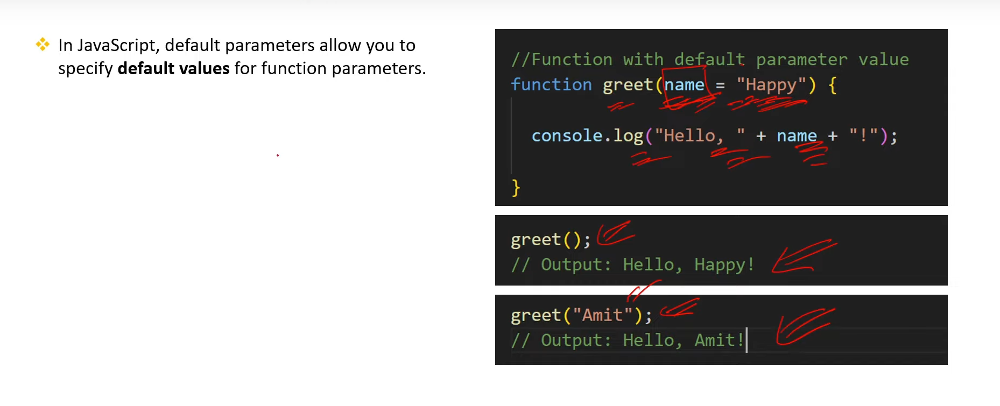 In JavaScript, default parameters allow you to
specify default values for function parameters.
//Function with default parameter value
function greet(name = "Happy") {
console.log("Hello, " + name + "!");
}
greet();
// Output: Hello, Happy!
greet("Amit");
// Output: Hello, Amit!